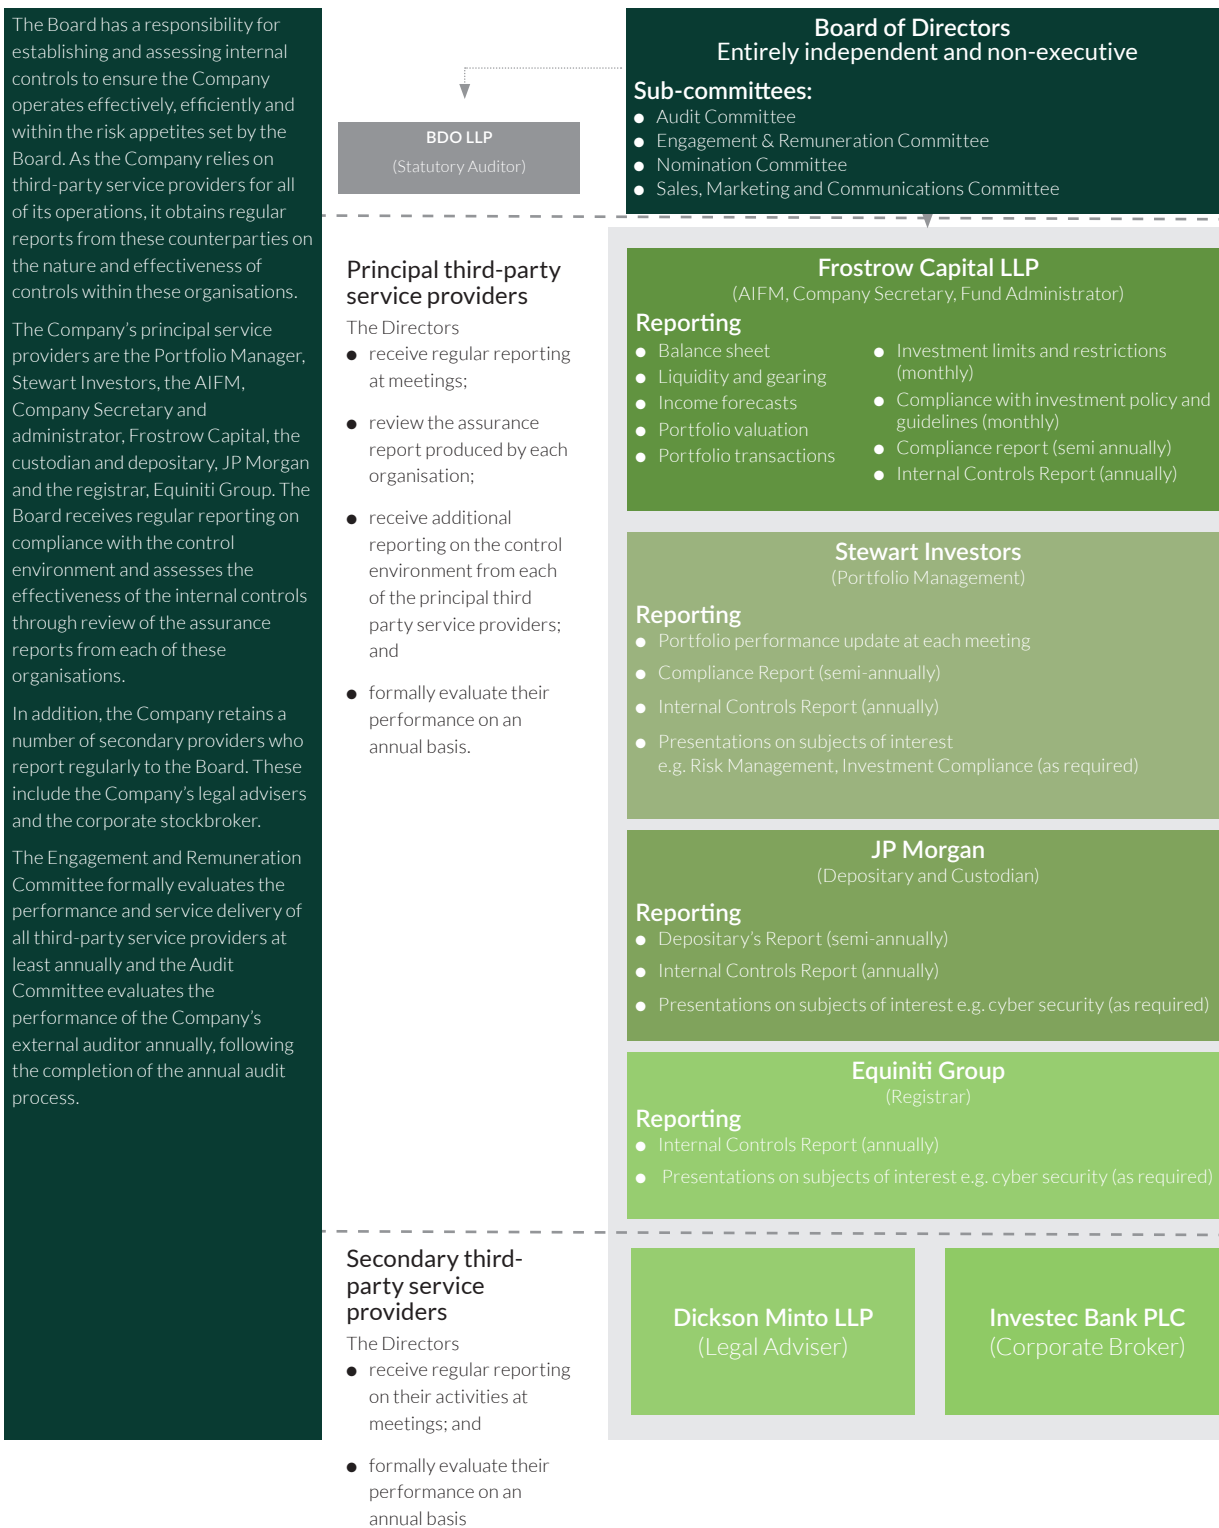 The Board has a responsibility for
establishing and assessing internal
controls to ensure the Company
operates effectively, efficiently and
within the risk appetites set by the
Board. As the Company relies on
third-party service providers for all
of its operations, it obtains regular
reports from these counterparties on
the nature and effectiveness of
controls within these organisations.
The Company's principal service
providers are the Portfolio Manager,
Stewart Investors, the AIFM,
Company Secretary and
administrator, Frostrow Capital, the
custodian and depositary, JP Morgan
and the registrar, Equiniti Group. The
Board receives regular reporting on
compliance with the control
environment and assesses the
effectiveness of the internal controls
through review of the assurance
reports from each of these
organisations.
In addition, the Company retains a
number of secondary providers who
report regularly to the Board. These
include the Company's legal advisers
and the corporate stockbroker.
The Engagement and Remuneration
Committee formally evaluates the
performance and service delivery of
all third-party service providers at
least annually and the Audit
Committee evaluates the
performance of the Company's
external auditor annually, following
the completion of the annual audit
process.
BDO LLP
(Statutory Auditor)
Board of Directors
Entirely independent and non-executive
Sub-committees:
● Audit Committee
● Engagement & Remuneration Committee
● Nomination Committee
● Sales, Marketing and Communications Committee
Principal third-party
service providers
The Directors
● receive regular reporting
at meetings;
● review the assurance
report produced by each
organisation;
● receive additional
reporting on the control
environment from each
of the principal third
party service providers;
and
● formally evaluate their
performance on an
annual basis.
Frostrow Capital LLP
(AIFM, Company Secretary, Fund Administrator)
Reporting
● Balance sheet
● Liquidity and gearing
● Income forecasts
● Portfolio valuation
● Portfolio transactions
● Investment limits and restrictions
(monthly)
● Compliance with investment policy and
guidelines (monthly)
● Compliance report (semi annually)
● Internal Controls Report (annually)
Stewart Investors
(Portfolio Management)
Reporting
● Portfolio performance update at each meeting
● Compliance Report (semi-annually)
● Internal Controls Report (annually)
● Presentations on subjects of interest
e.g. Risk Management, Investment Compliance (as required)
JP Morgan
(Depositary and Custodian)
Reporting
● Depositary's Report (semi-annually)
● Internal Controls Report (annually)
● Presentations on subjects of interest e.g. cyber security (as required)
Equiniti Group
(Registrar)
Reporting
● Internal Controls Report (annually)
● Presentations on subjects of interest e.g. cyber security (as required)
Secondary third-
party service
providers
The Directors
● receive regular reporting
on their activities at
meetings; and
● formally evaluate their
performance on an
annual basis
Dickson Minto LLP
(Legal Adviser)
Investec Bank PLC
(Corporate Broker)